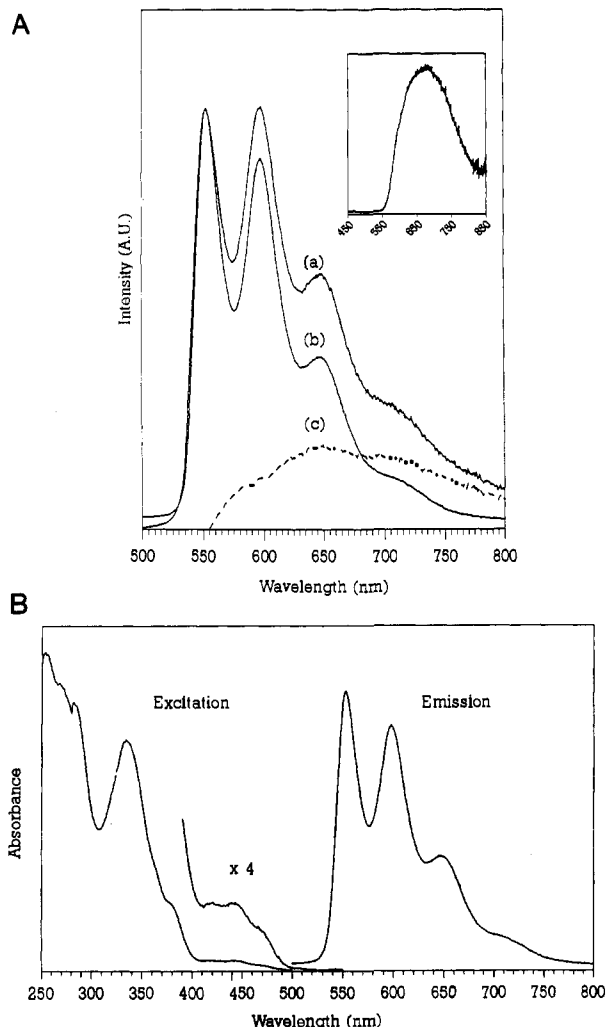 A
Intensity (A.U.)
450 550 650 750 850
(a)
(b)
(c)
500 550 600 650 700 750 800
Wavelength (nm)
B
Excitation
Emission
Absorbance
x 4
250 300 350 400 450 500 550 600 650 700 750 800
Wavelength (nm)